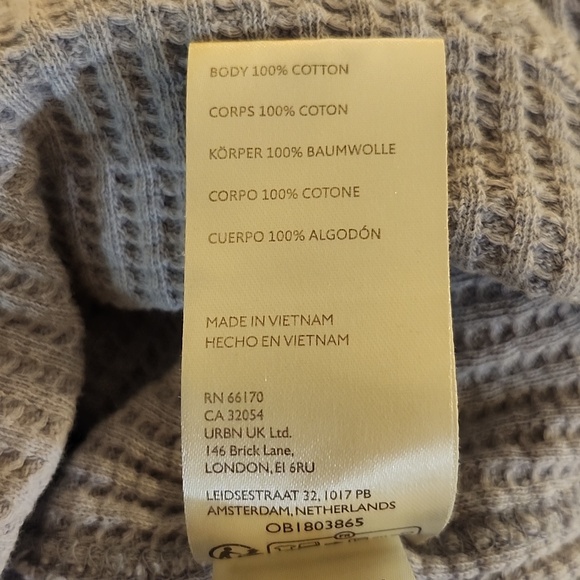 BODY 100% COTTON
CORPS 100% COTON
KÖRPER 100% BAUMWOLLE
CORPO 100% COTONE
CUERPO 100% ALGODÓN
MADE IN VIETNAM
HECHO EN VIETNAM
RN 66170
CA 32054
URBN UK Ltd.
146 Brick Lane,
LONDON, E1 6RU
LEIDSESTRAAT 32, 1017 PB
AMSTERDAM, NETHERLANDS
OB1803865